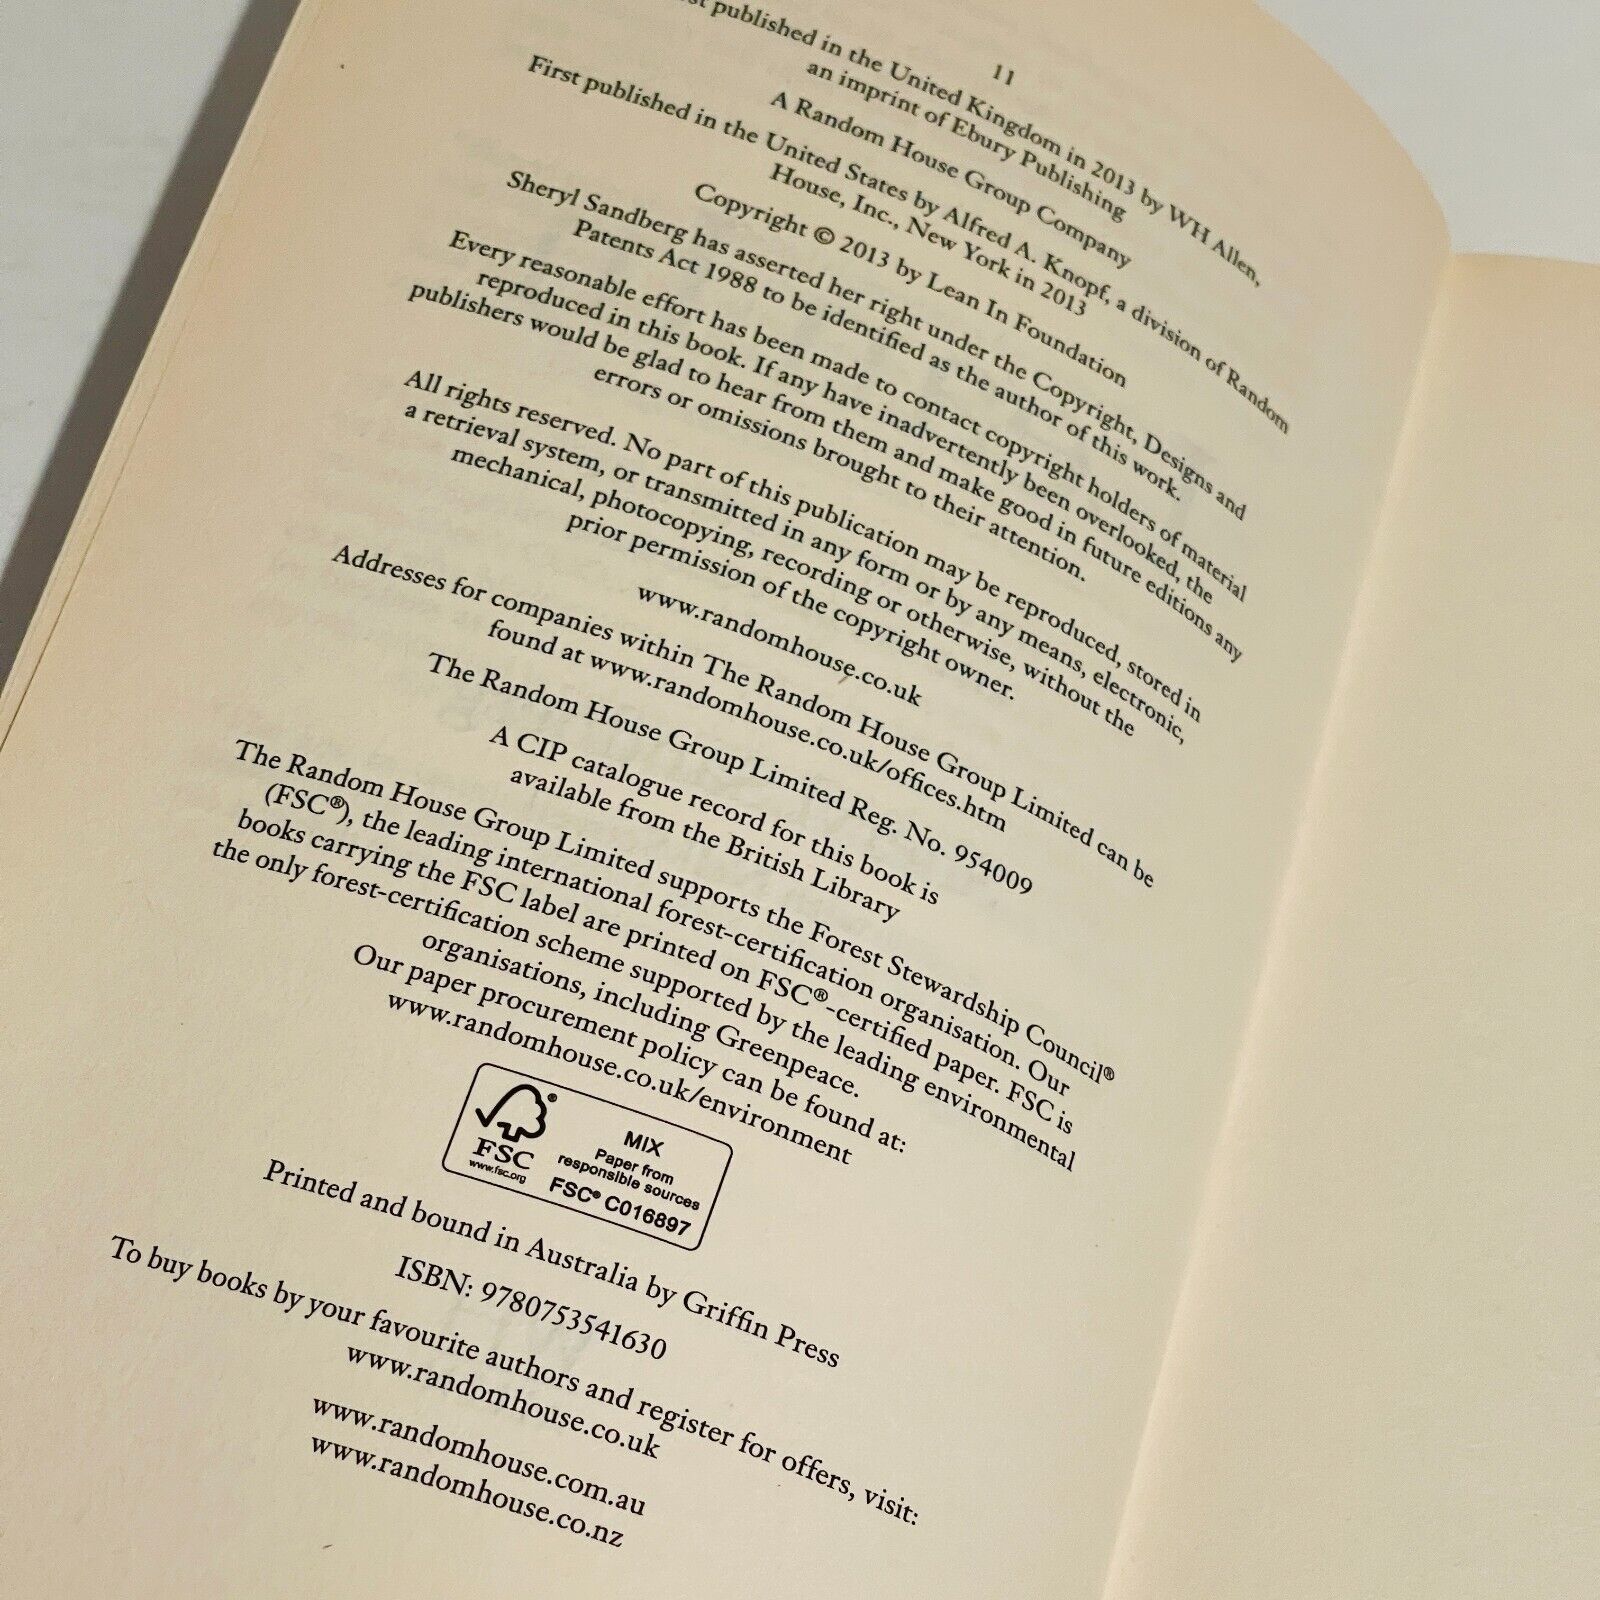 11
First published in the United Kingdom in 2013 by WH Allen,
an imprint of Ebury Publishing
A Random House Group Company
First published in the United States by Alfred A. Knopf, a division of Random
House, Inc., New York in 2013
Copyright © 2013 by Lean In Foundation
Sheryl Sandberg has asserted her right under the Copyright, Designs and
Patents Act 1988 to be identified as the author of this work.
Every reasonable effort has been made to contact copyright holders of material
reproduced in this book. If any have inadvertently been overlooked, the
publishers would be glad to hear from them and make good in future editions any
errors or omissions brought to their attention.
All rights reserved. No part of this publication may be reproduced, stored in
a retrieval system, or transmitted in any form or by any means, electronic,
mechanical, photocopying, recording or otherwise, without the
prior permission of the copyright owner.
www.randomhouse.co.uk
Addresses for companies within The Random House Group Limited can be
found at www.randomhouse.co.uk/offices.htm
The Random House Group Limited Reg. No. 954009
A CIP catalogue record for this book is
available from the British Library
The Random House Group Limited supports the Forest Stewardship Council®
(FSC®), the leading international forest-certification organisation. Our
books carrying the FSC label are printed on FSC®-certified paper. FSC is
the only forest-certification scheme supported by the leading environmental
organisations, including Greenpeace.
Our paper procurement policy can be found at:
www.randomhouse.co.uk/environment
®
FSC
www.fsc.org
MIX
Paper from
responsible sources
FSC® C016897
Printed and bound in Australia by Griffin Press
ISBN: 9780753541630
To buy books by your favourite authors and register for offers, visit:
www.randomhouse.co.uk
www.randomhouse.com.au
www.randomhouse.co.nz